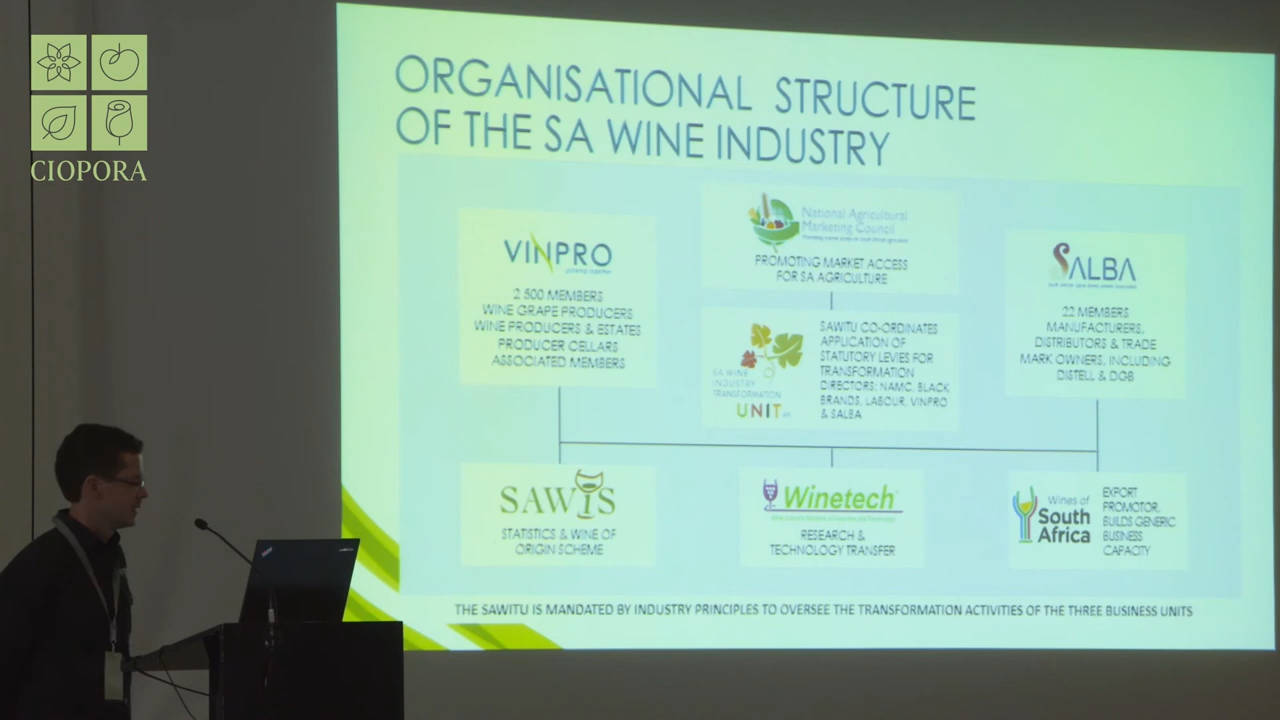 CIOPORA
ORGANISATIONAL STRUCTURE
OF THE SA WINE INDUSTRY
VINPRO
2 500 MEMBERS
WINE GRAPE PRODUCERS
WINE PRODUCERS & ESTATES
PRODUCER CELLARS
ASSOCIATED MEMBERS
National Agricultural
Marketing Council
PROMOTING MARKET ACCESS
FOR SA AGRICULTURE
SA WINE
INDUSTRY
TRANSFORMATION
UNIT
SAWITU CO-ORDINATES
APPLICATION OF
STATUTORY LEVIES FOR
TRANSFORMATION
DIRECTORS; NAMC, BLACK
BRANDS, LABOUR, VINPRO
& SALBA
SALBA
22 MEMBERS
MANUFACTURERS,
DISTRIBUTORS & TRADE
MARK OWNERS, INCLUDING
DISTELL & DGB
SAWIS
STATISTICS & WINE OF
ORIGIN SCHEME
Winetech
RESEARCH &
TECHNOLOGY TRANSFER
Wines of
South
Africa
EXPORT
PROMOTOR,
BUILDS GENERIC
BUSINESS
CAPACITY
THE SAWITU IS MANDATED BY INDUSTRY PRINCIPLES TO OVERSEE THE TRANSFORMATION ACTIVITIES OF THE THREE BUSINESS UNITS